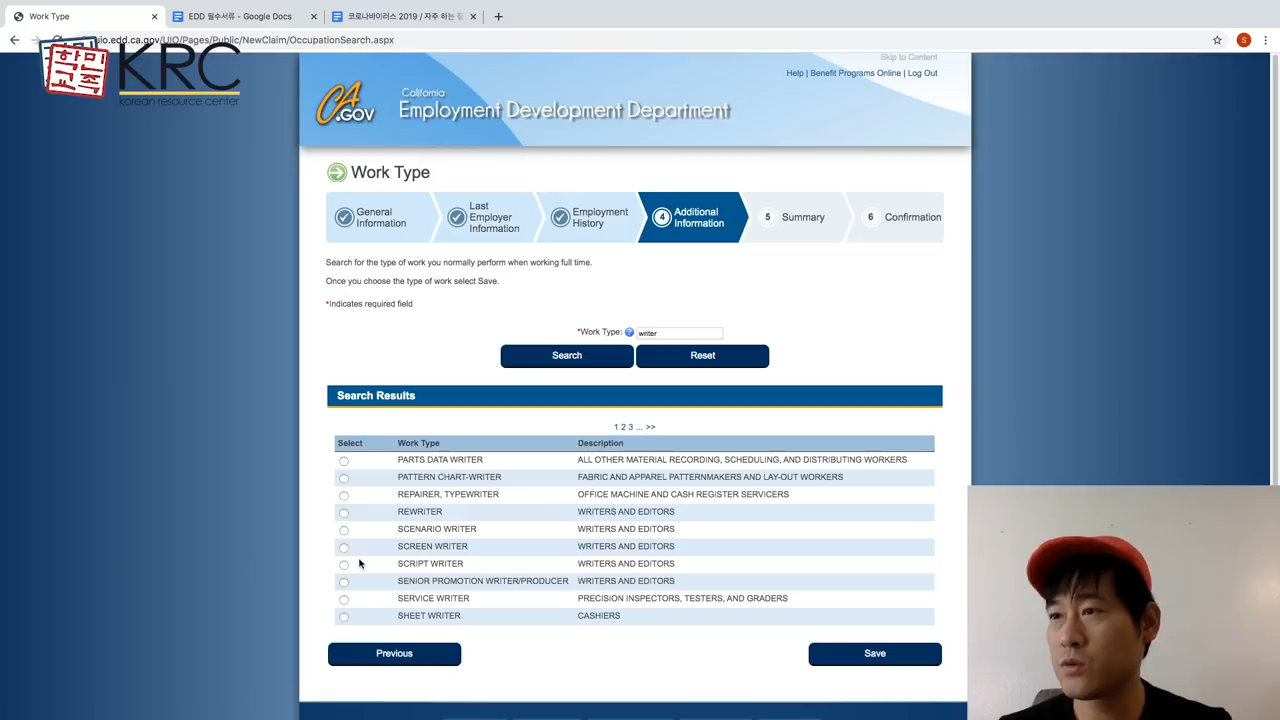 Work Type
EDD 필수서류 - Google Docs
코로나바이러스 2019 / 자주 하는 질
uio.edd.ca.gov/UIO/Pages/Public/NewClaim/OccupationSearch.aspx
S
민족
학교
KRC
korean resource center
Skip to Content
Help | Benefit Programs Online | Log Out
CA.GOV
California
Employment Development Department
Work Type
General Information
Last Employer Information
Employment History
4 Additional Information
5 Summary
6 Confirmation
Search for the type of work you normally perform when working full time.
Once you choose the type of work select Save.
*Indicates required field
*Work Type: ? writer
Search Reset
Search Results
1 2 3 ... >>
Select Work Type Description
PARTS DATA WRITER ALL OTHER MATERIAL RECORDING, SCHEDULING, AND DISTRIBUTING WORKERS
PATTERN CHART-WRITER FABRIC AND APPAREL PATTERNMAKERS AND LAY-OUT WORKERS
REPAIRER, TYPEWRITER OFFICE MACHINE AND CASH REGISTER SERVICERS
REWRITER WRITERS AND EDITORS
SCENARIO WRITER WRITERS AND EDITORS
SCREEN WRITER WRITERS AND EDITORS
SCRIPT WRITER WRITERS AND EDITORS
SENIOR PROMOTION WRITER/PRODUCER WRITERS AND EDITORS
SERVICE WRITER PRECISION INSPECTORS, TESTERS, AND GRADERS
SHEET WRITER CASHIERS
Previous Save